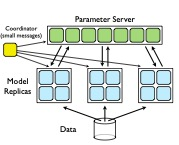 Parameter Server
Coordinator
(small messages)
Model
Replicas
Data